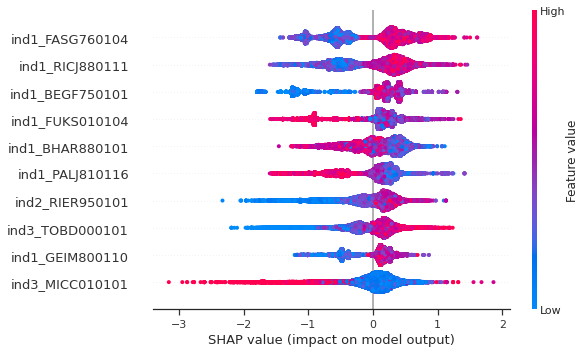 High
ind1_FASG760104
ind1_RICJ880111
ind1_BEGF750101
ind1_FUKS010104
ind1_BHAR880101
ind1_PALJ810116
ind2_RIER950101
ind3_TOBD000101
ind1_GEIM800110
ind3_MICC010101
Feature value
Low
−3 −2 −1 0 1 2
SHAP value (impact on model output)